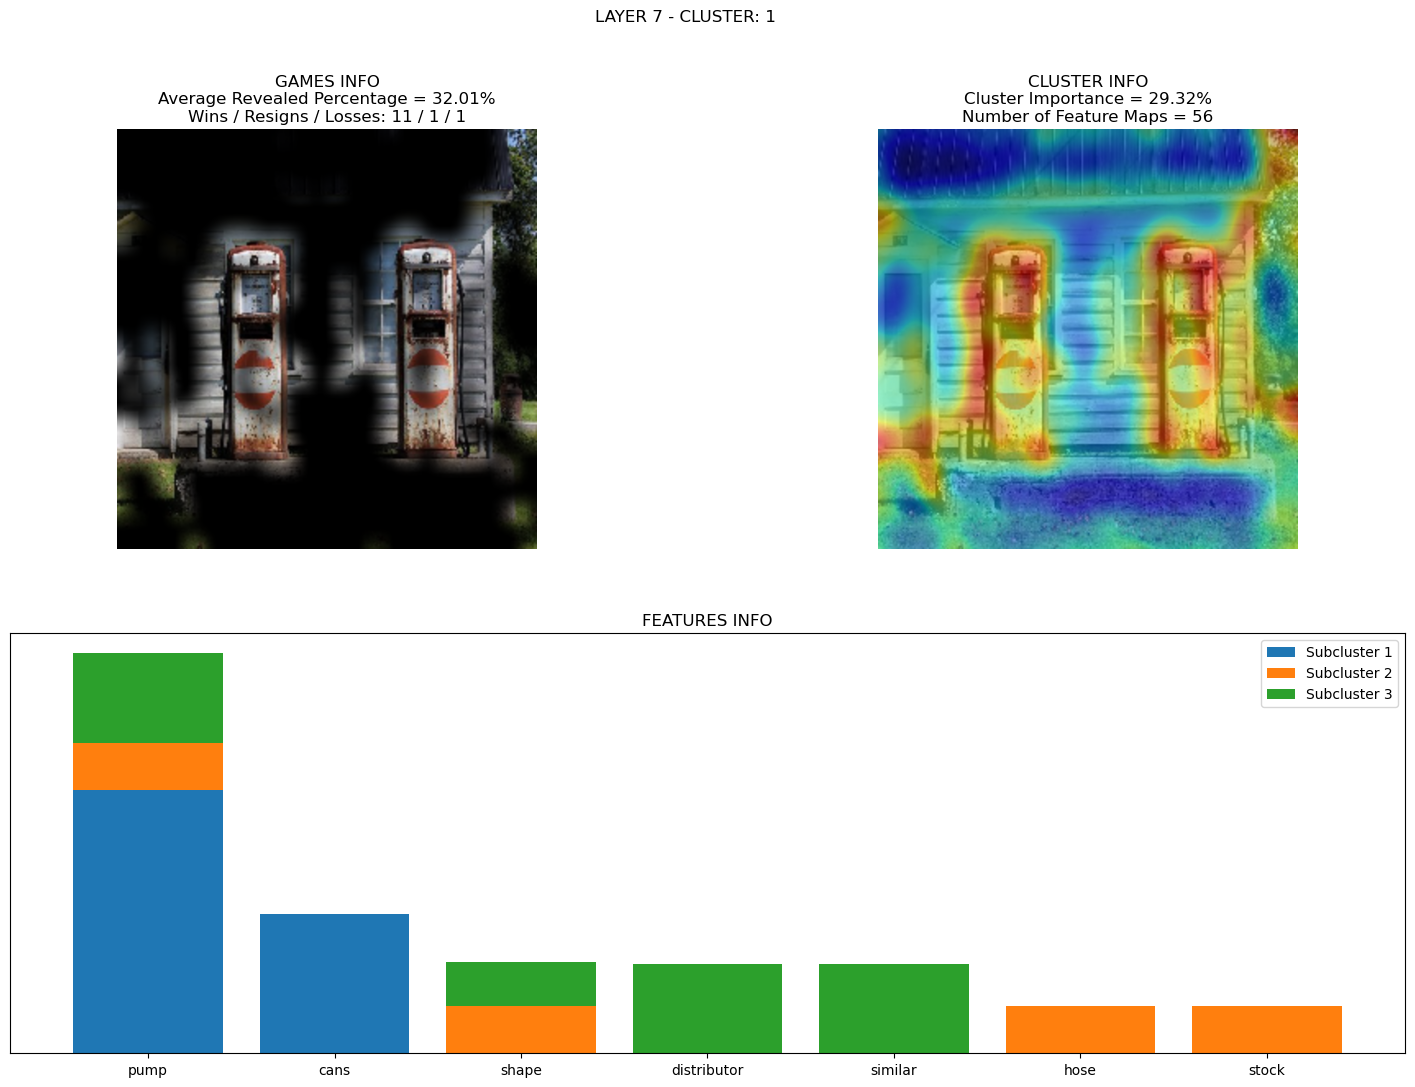 LAYER 7 - CLUSTER: 1
GAMES INFO
Average Revealed Percentage = 32.01%
Wins / Resigns / Losses: 11 / 1 / 1
CLUSTER INFO
Cluster Importance = 29.32%
Number of Feature Maps = 56
FEATURES INFO
Subcluster 1
Subcluster 2
Subcluster 3
pump
cans
shape
distributor
similar
hose
stock